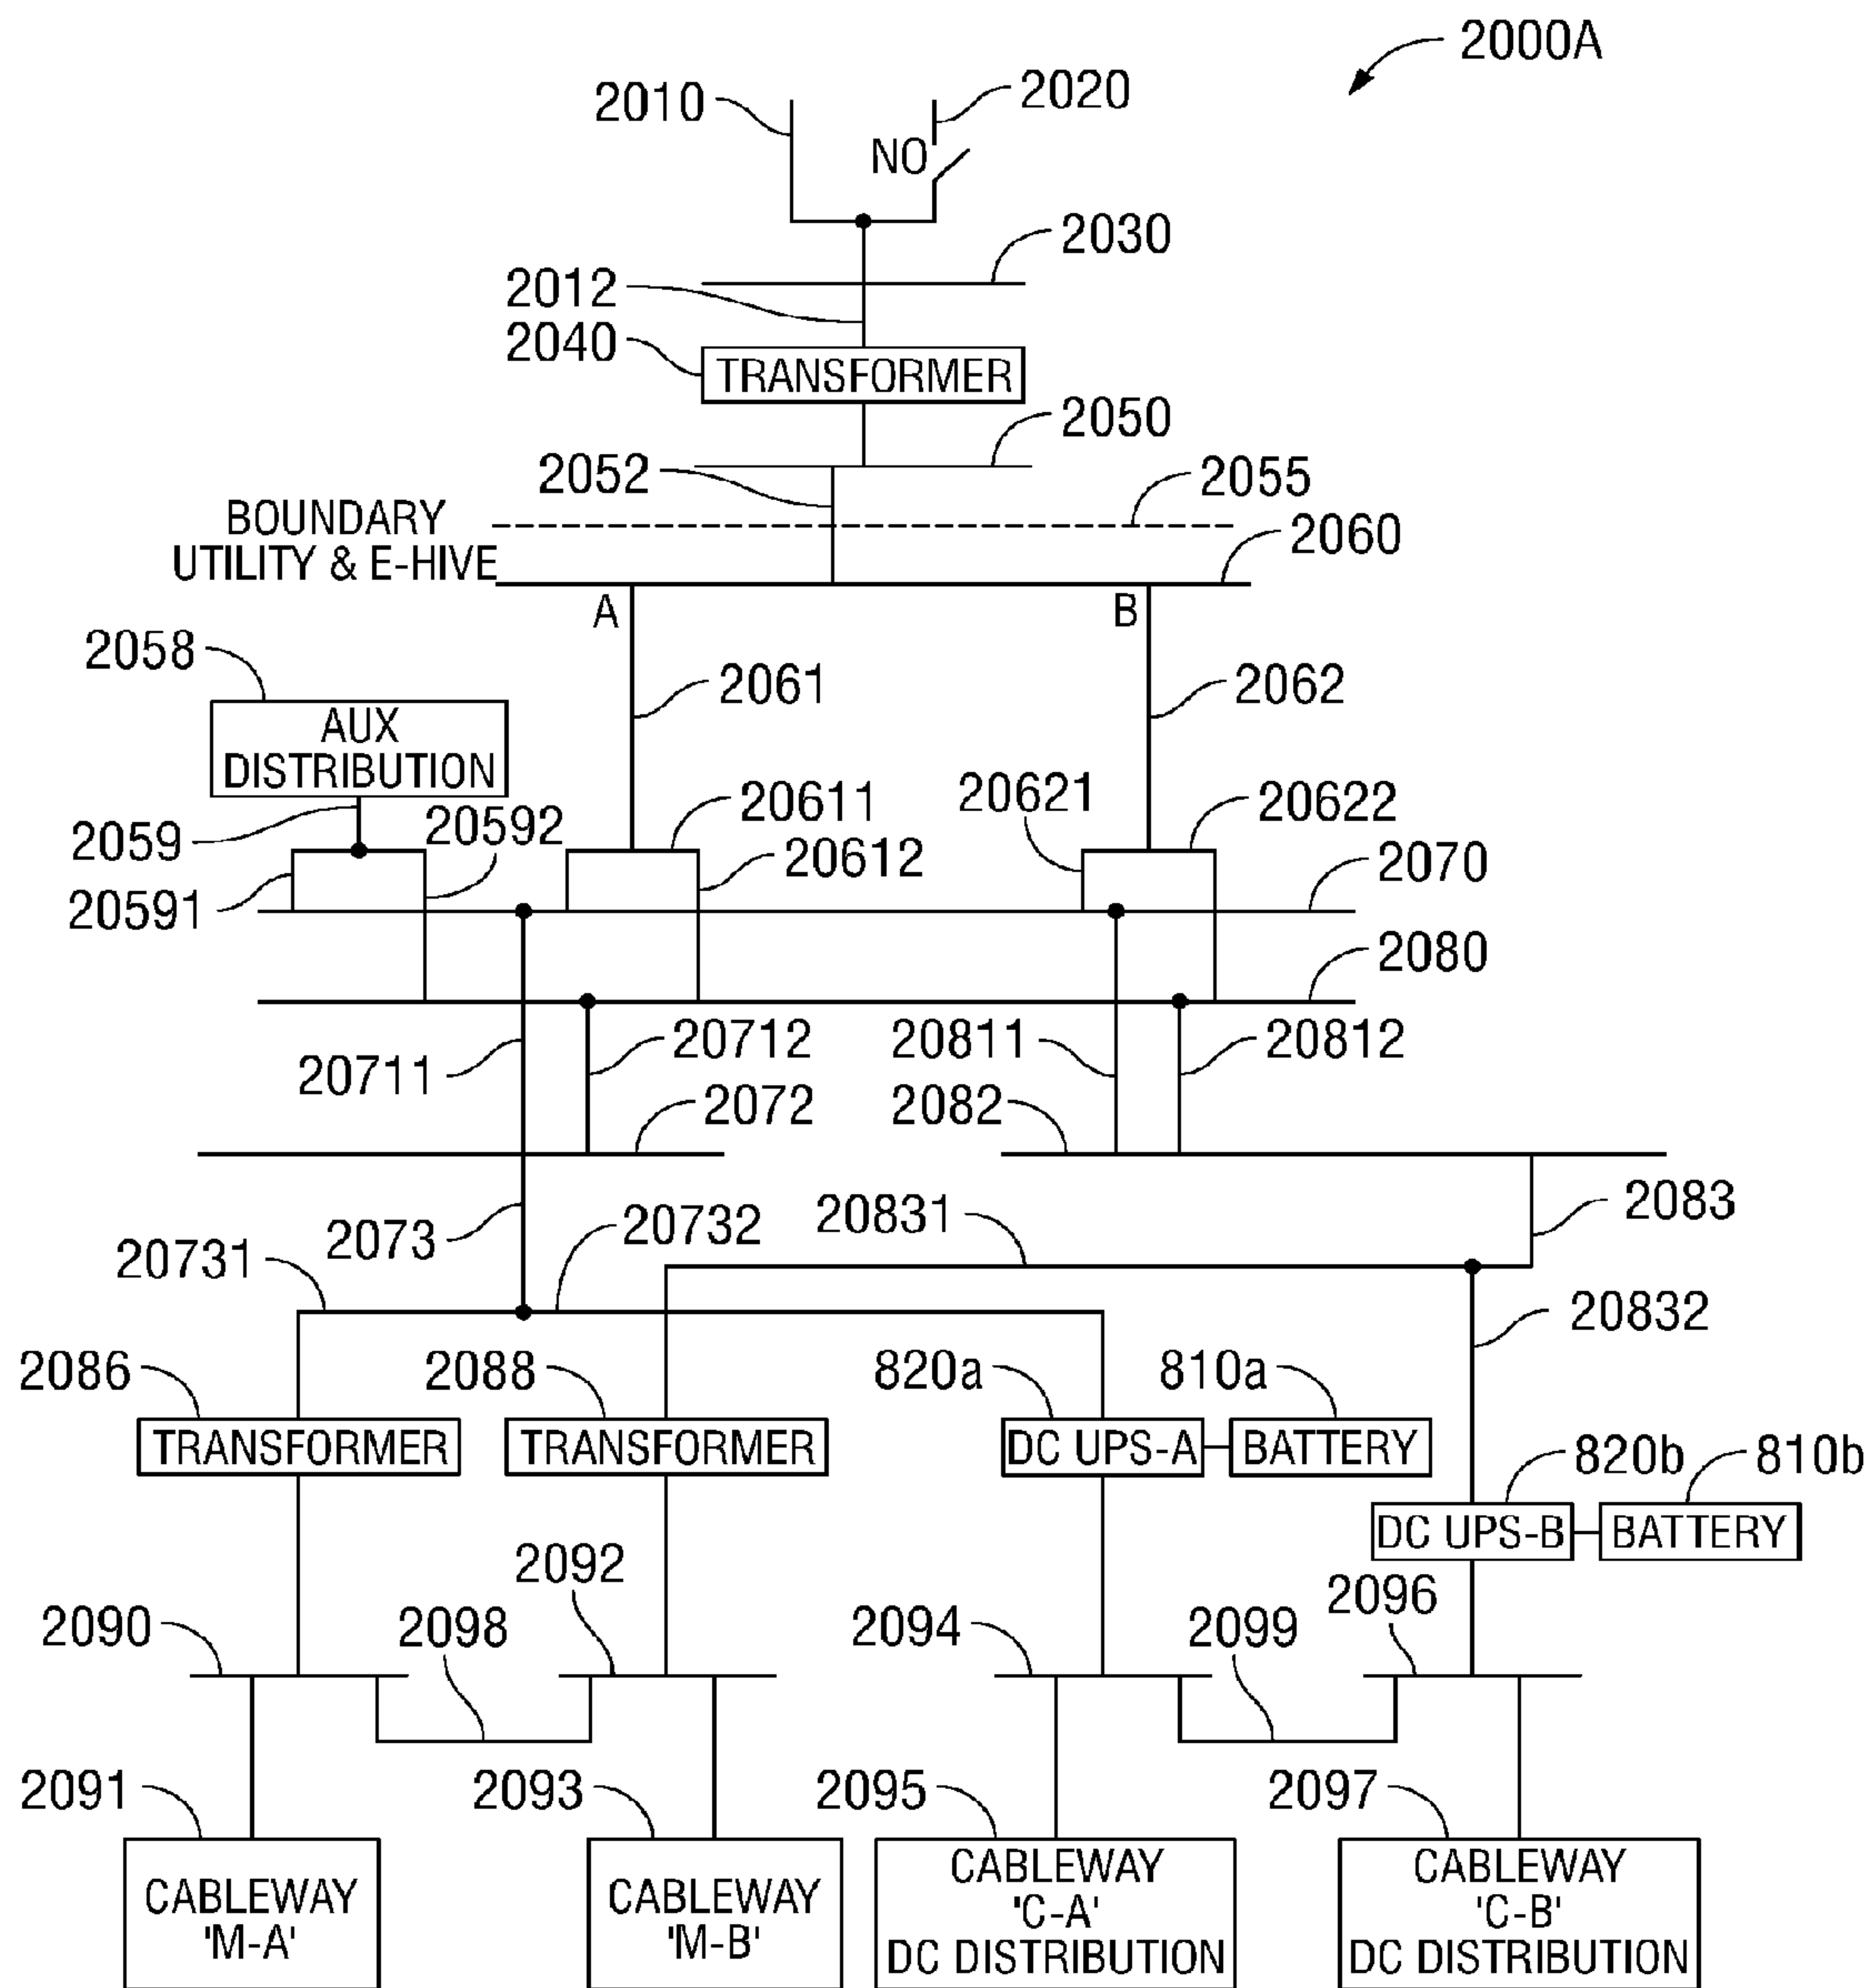 2000A
2010
2020
NO
2030
2012
2040
TRANSFORMER
2050
2052
2055
BOUNDARY
UTILITY & E-HIVE
2060
A
B
2058
2061
2062
AUX
DISTRIBUTION
20611
20621
20622
2059
20592
20612
2070
20591
2080
20711
20712
20811
20812
2072
2082
2073
20732
20831
2083
20731
20832
2086
2088
820a
810a
TRANSFORMER
TRANSFORMER
DC UPS-A
BATTERY
820b
810b
DC UPS-B
BATTERY
2092
2096
2090
2098
2094
2099
2091
2093
2095
2097
CABLEWAY
'M-A'
CABLEWAY
'M-B'
CABLEWAY
'C-A'
DC DISTRIBUTION
CABLEWAY
'C-B'
DC DISTRIBUTION